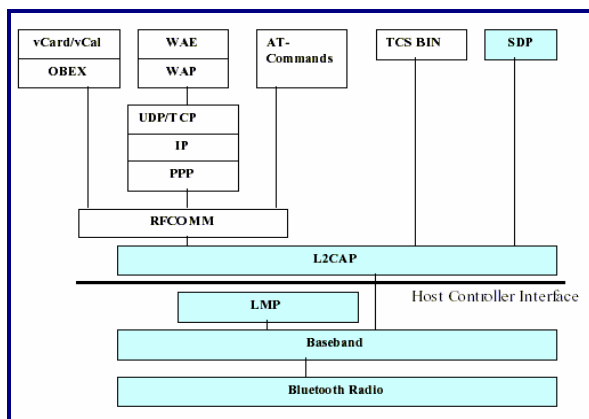 vCard/vCal
OBEX
WAE
WAP
AT-
Commands
TCS BIN
SDP
UDP/TCP
IP
PPP
RFCOMM
L2CAP
Host Controller Interface
LMP
Baseband
Bluetooth Radio